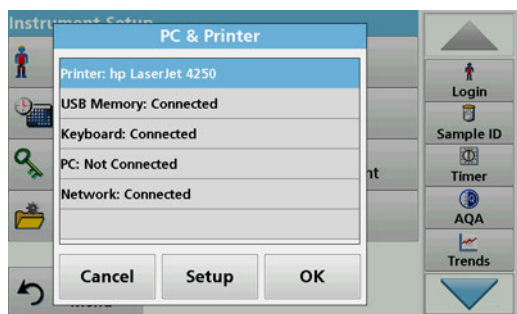 Instrument Setup
PC & Printer
Printer: hp LaserJet 4250
USB Memory: Connected
Keyboard: Connected
PC: Not Connected
Network: Connected
Cancel
Setup
OK
Login
Sample ID
Timer
AQA
Trends